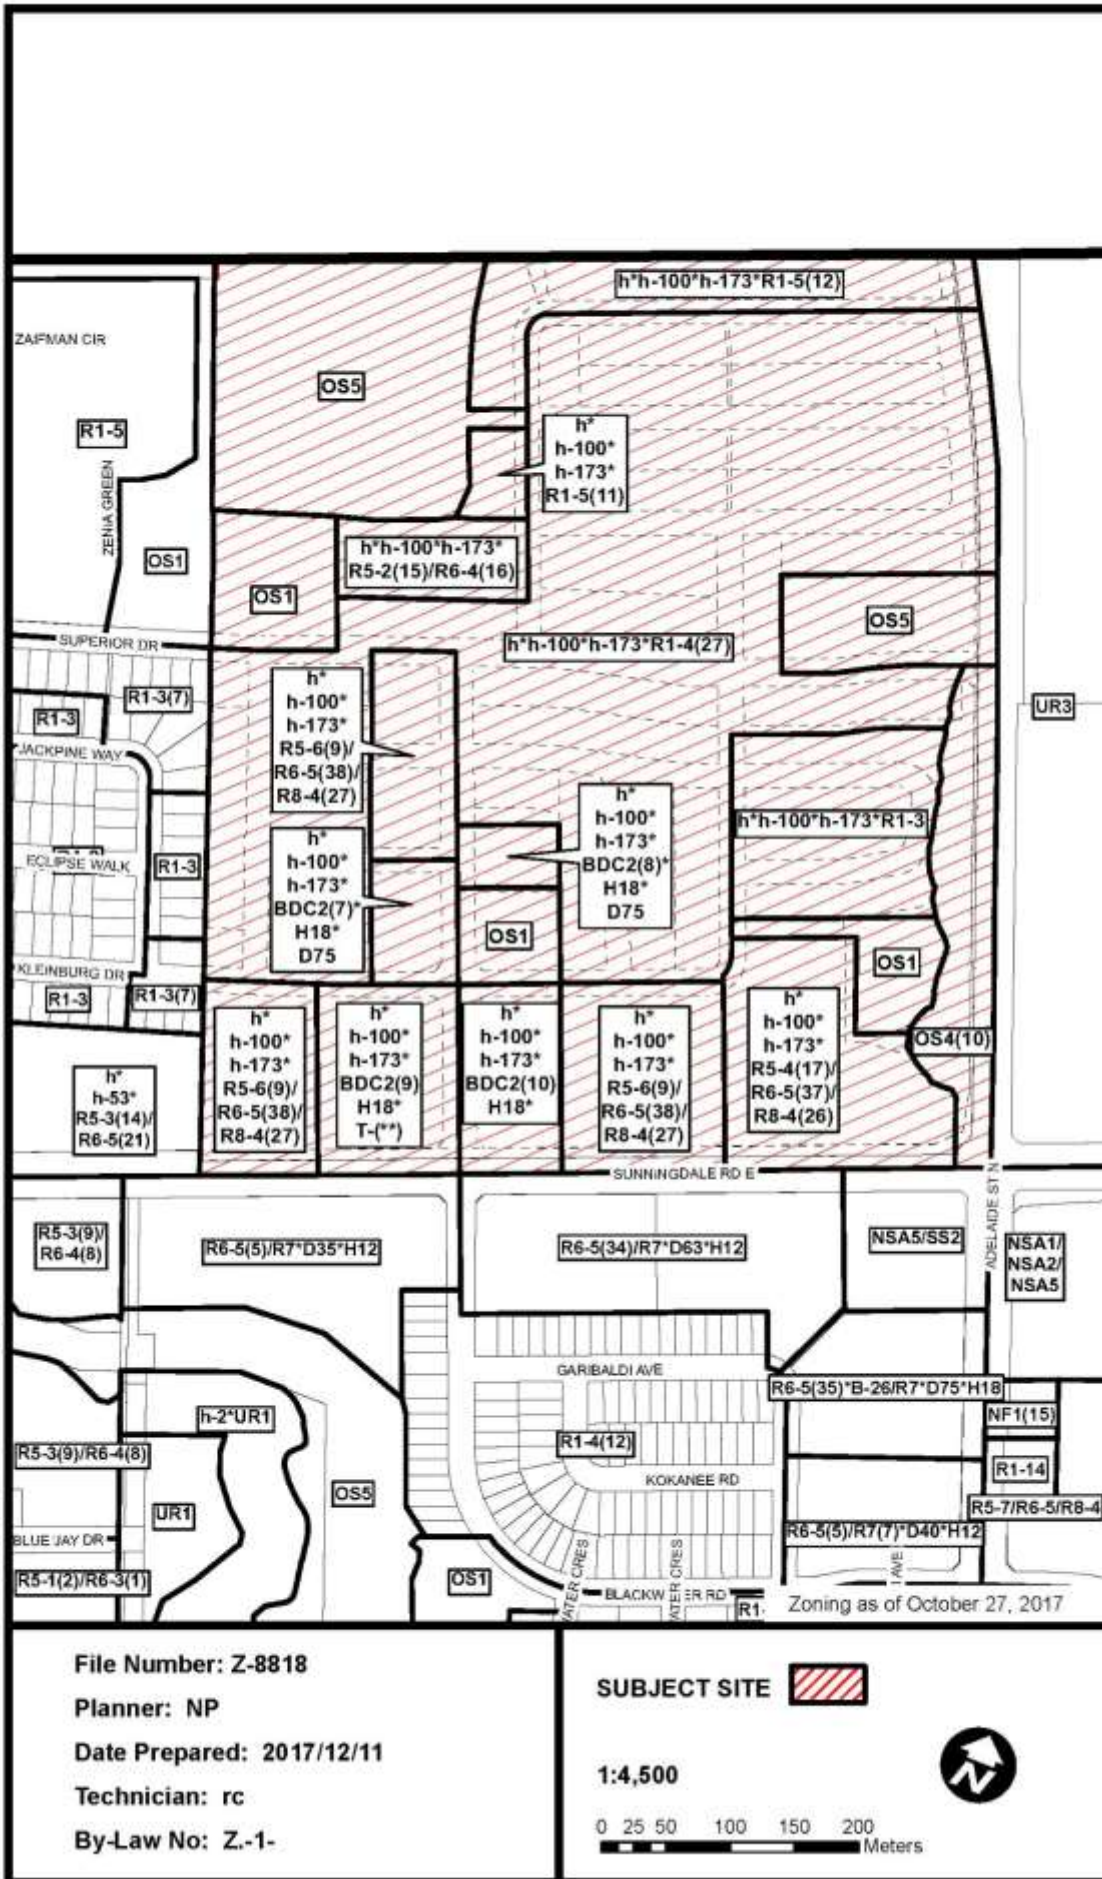 h*h-100*h-173*R1-5(12)
ZAIFMAN CIR
OS5
R1-5
h*
h-100*
h-173*
R1-5(11)
ZENIA GREEN
OS1
h*h-100*h-173*
R5-2(15)/R6-4(16)
OS1
OS5
SUPERIOR DR
h*h-100*h-173*R1-4(27)
R1-3(7)
R1-3
JACKPINE WAY
h*
h-100*
h-173*
R5-6(9)/
R6-5(38)/
R8-4(27)
UR3
h*
h-100*
h-173*
BDC2(8)*
H18*
D75
h*h-100*h-173*R1-3
ECLIPSE WALK
R1-3
h*
h-100*
h-173*
BDC2(7)*
H18*
D75
OS1
OS1
KLEINBURG DR
R1-3
R1-3(7)
h*
h-100*
h-173*
R5-6(9)/
R6-5(38)/
R8-4(27)
h*
h-100*
h-173*
BDC2(9)
H18*
T-(**)
h*
h-100*
h-173*
BDC2(10)
H18*
h*
h-100*
h-173*
R5-6(9)/
R6-5(38)/
R8-4(27)
h*
h-100*
h-173*
R5-4(17)/
R6-5(37)/
R8-4(26)
OS4(10)
h*
h-53*
R5-3(14)/
R6-5(21)
SUNNINGDALE RD E
ADELAIDE ST N
R5-3(9)/
R6-4(8)
R6-5(5)/R7*D35*H12
R6-5(34)/R7*D63*H12
NSA5/SS2
NSA1/
NSA2/
NSA5
GARIBALDI AVE
R6-5(35)*B-26/R7*D75*H18
h-2*UR1
NF1(15)
R5-3(9)/R6-4(8)
R1-4(12)
KOKANEE RD
R1-14
OS5
R5-7/R6-5/R8-4
UR1
BLUE JAY DR
R6-5(5)/R7(7)*D40*H12
R5-1(2)/R6-3(1)
OS1
WATER CRES
WATER CRES
AVE
BLACKW ER RD
R1-
Zoning as of October 27, 2017
File Number: Z-8818
Planner: NP
Date Prepared: 2017/12/11
Technician: rc
By-Law No: Z.-1-
SUBJECT SITE
1:4,500
N
0 25 50 100 150 200
Meters